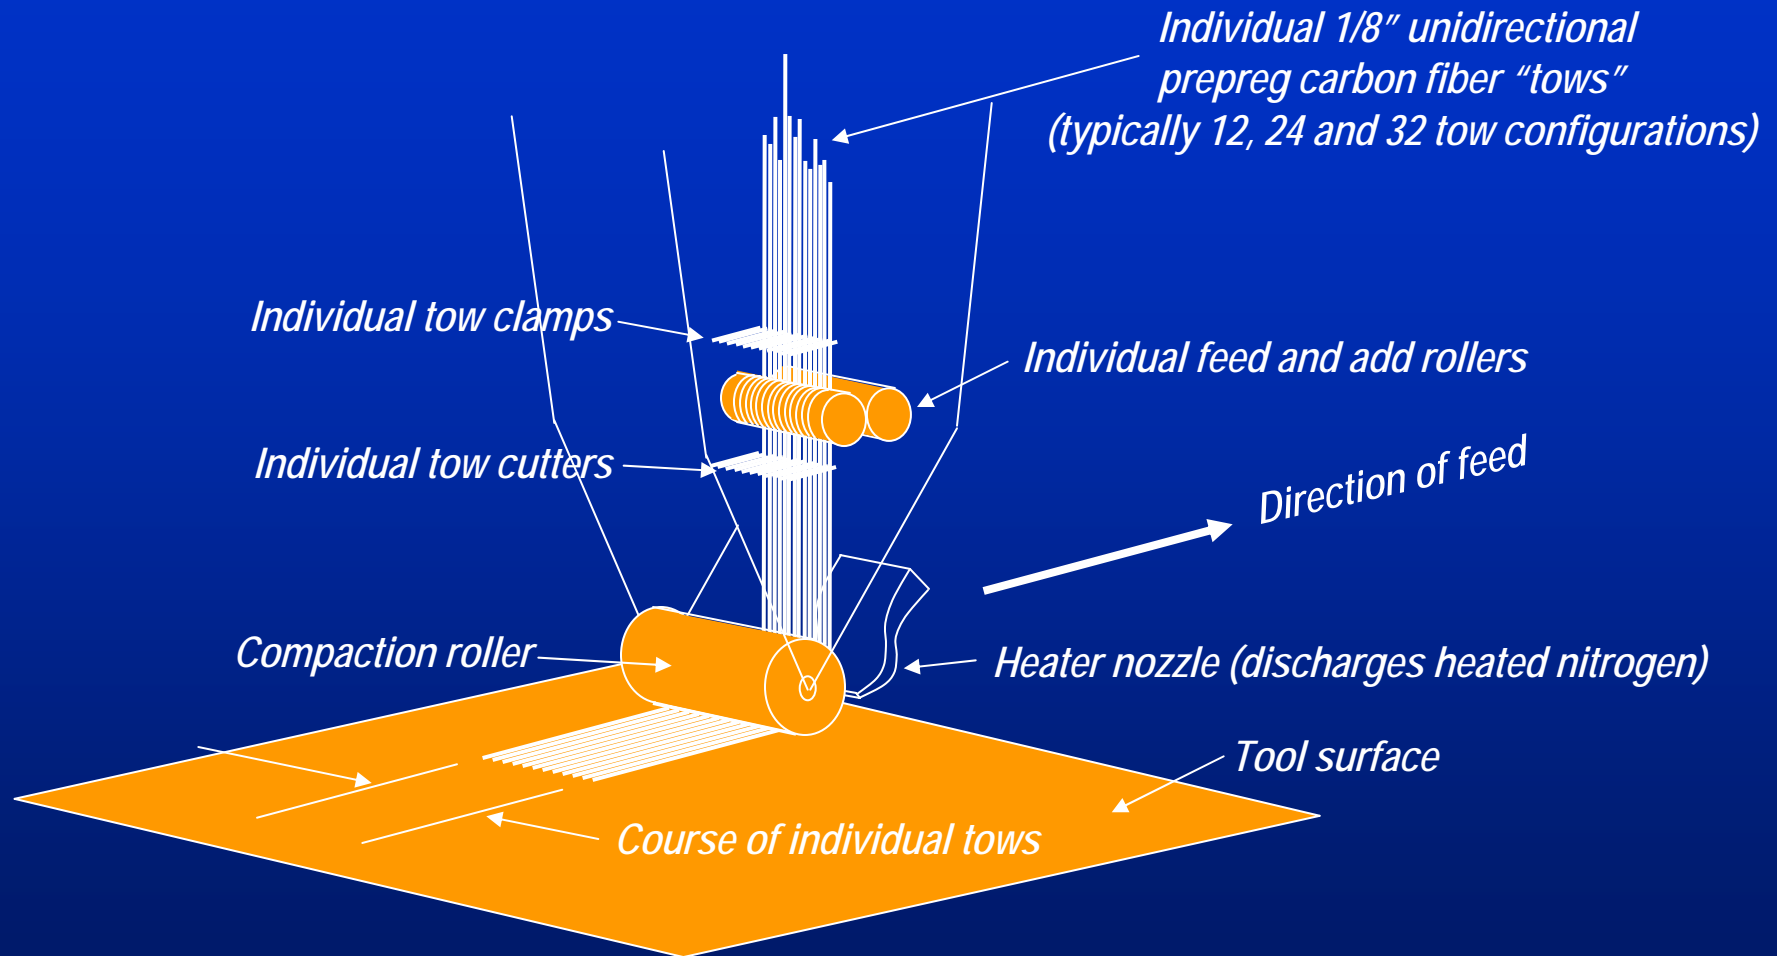 Individual 1/8” unidirectional
prepreg carbon fiber “tows”
(typically 12, 24 and 32 tow configurations)
Individual tow clamps
Individual feed and add rollers
Individual tow cutters
Direction of feed
Compaction roller
Heater nozzle (discharges heated nitrogen)
Tool surface
Course of individual tows